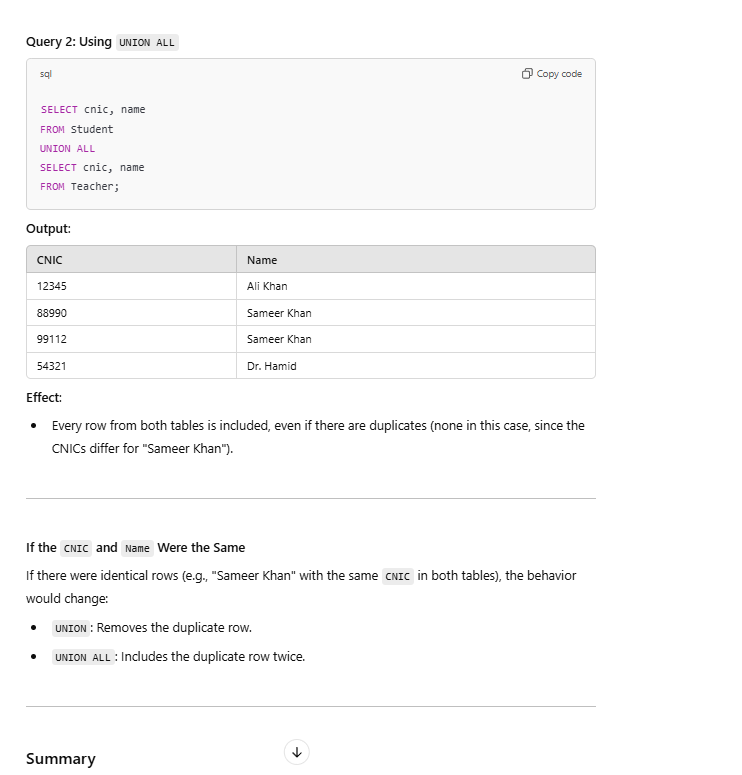 Query 2: Using UNION ALL
sql
Copy code
SELECT cnic, name
FROM Student
UNION ALL
SELECT cnic, name
FROM Teacher;
Output:
CNIC Name
12345 Ali Khan
88990 Sameer Khan
99112 Sameer Khan
54321 Dr. Hamid
Effect:
• Every row from both tables is included, even if there are duplicates (none in this case, since the
CNICs differ for "Sameer Khan").
If the CNIC and Name Were the Same
If there were identical rows (e.g., "Sameer Khan" with the same CNIC in both tables), the behavior
would change:
• UNION: Removes the duplicate row.
• UNION ALL: Includes the duplicate row twice.
Summary